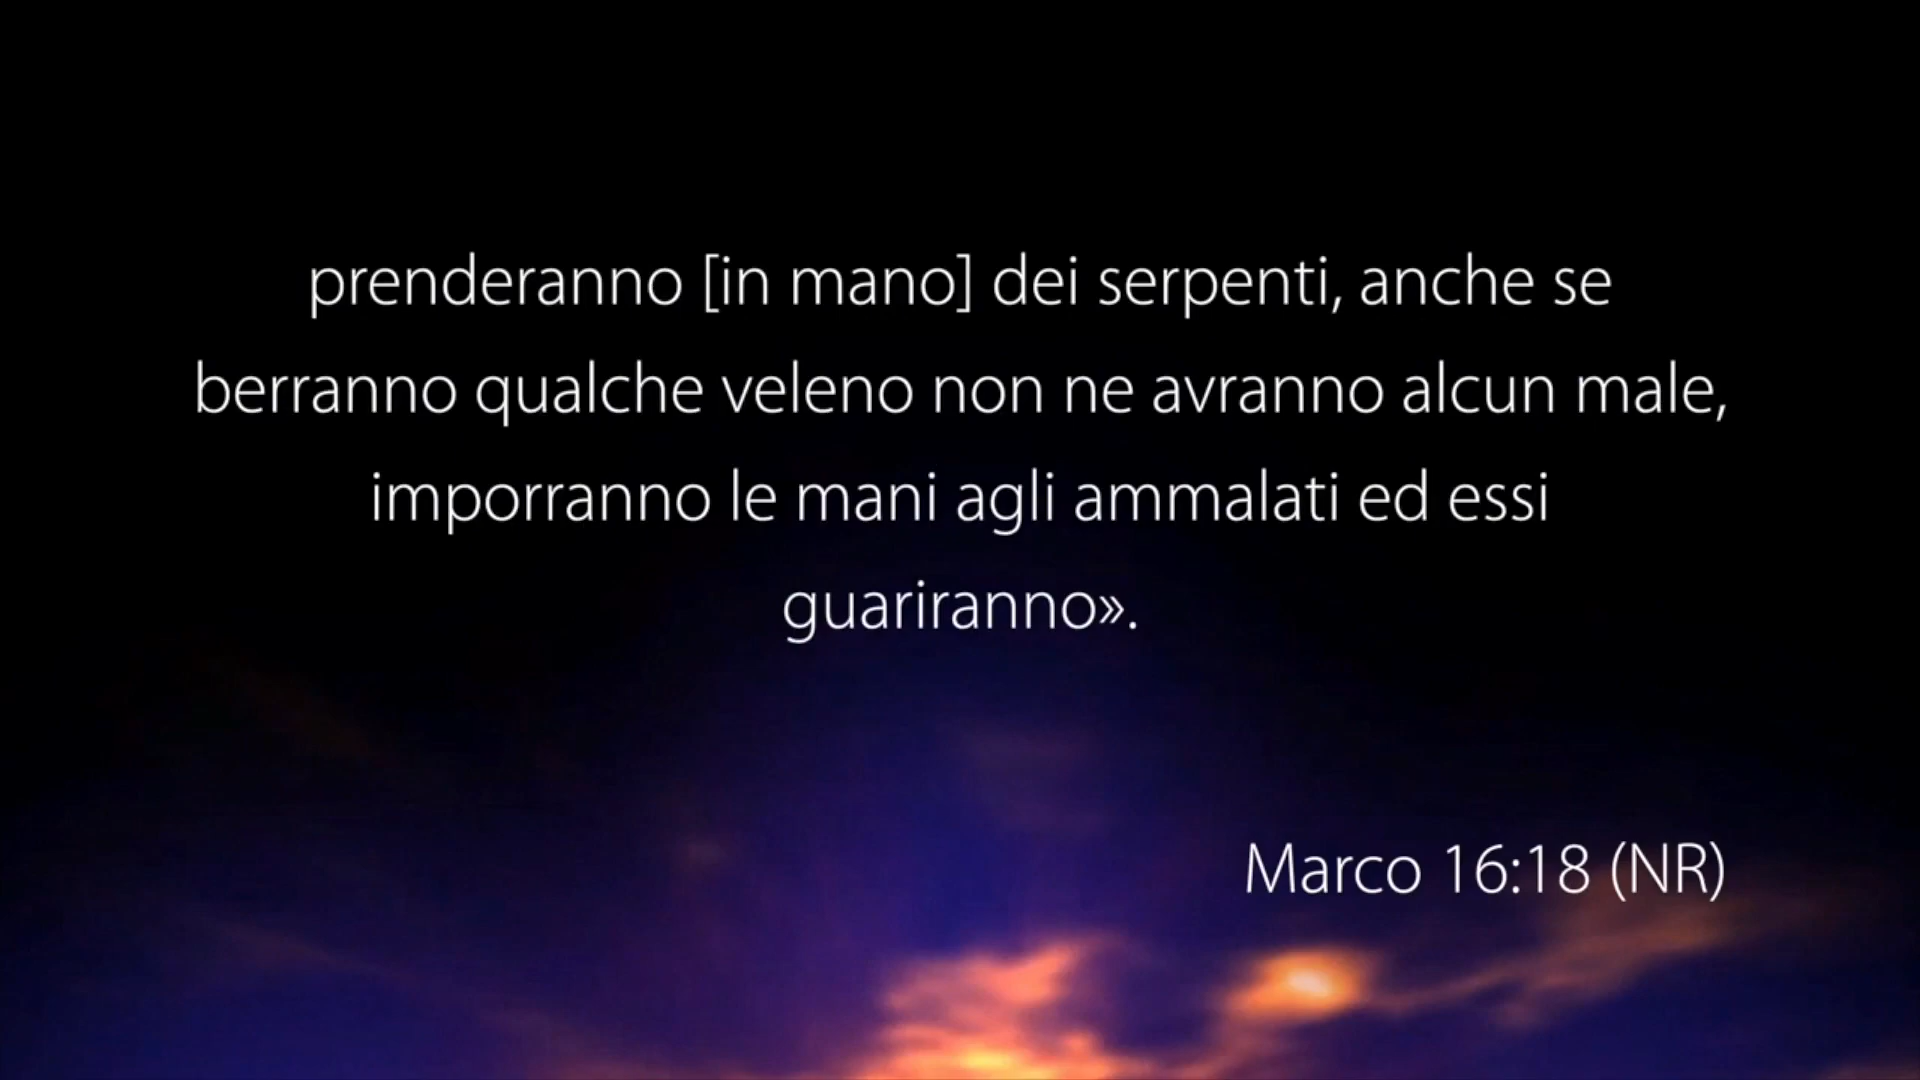 prenderanno [in mano] dei serpenti, anche se
berranno qualche veleno non ne avranno alcun male,
imporranno le mani agli ammalati ed essi
guariranno».
Marco 16:18 (NR)